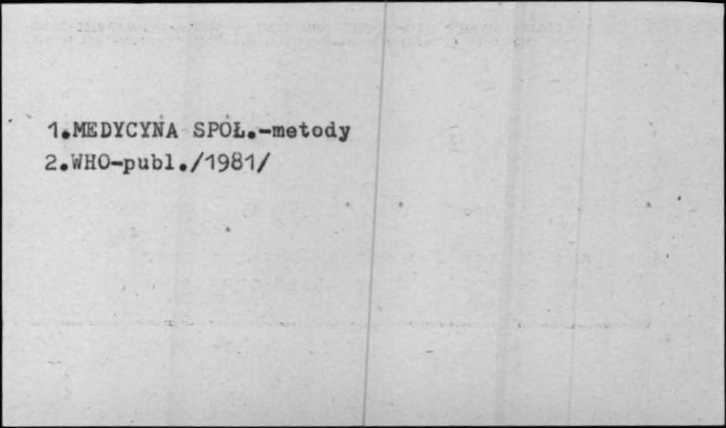 1.MEDYCYNA SPOŁ.-metody
2.WHO-publ./1981/